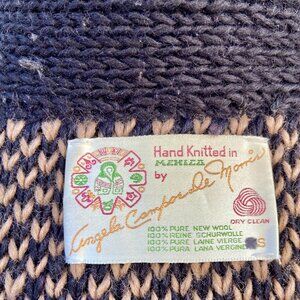 Hand Knitted in
MEXICO
by
Angela Campos de Morris
DRY CLEAN
100% PURE NEW WOOL
100% REINE SCHURWOLLE
100% PURE LAINE VIERGE
100% PURA LANA VERGINE
S